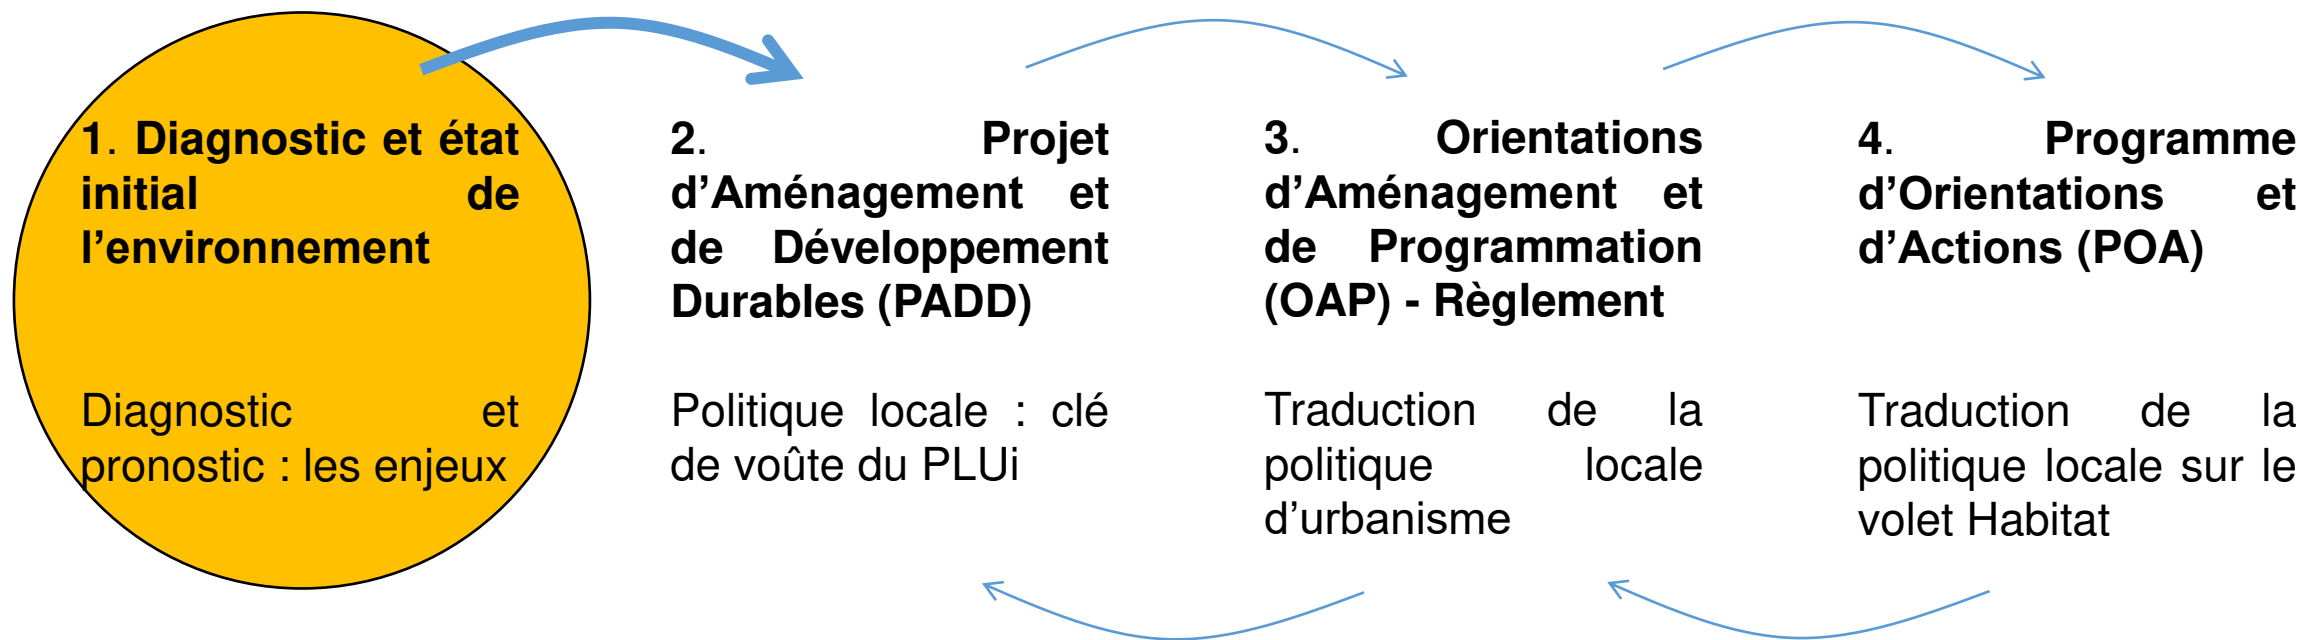 1. Diagnostic et état
initial de
l’environnement
Diagnostic et
pronostic : les enjeux
2. Projet
d’Aménagement et
de Développement
Durables (PADD)
Politique locale : clé
de voûte du PLUi
3. Orientations
d’Aménagement et
de Programmation
(OAP) - Règlement
Traduction de la
politique locale
d’urbanisme
4. Programme
d’Orientations et
d’Actions (POA)
Traduction de la
politique locale sur le
volet Habitat